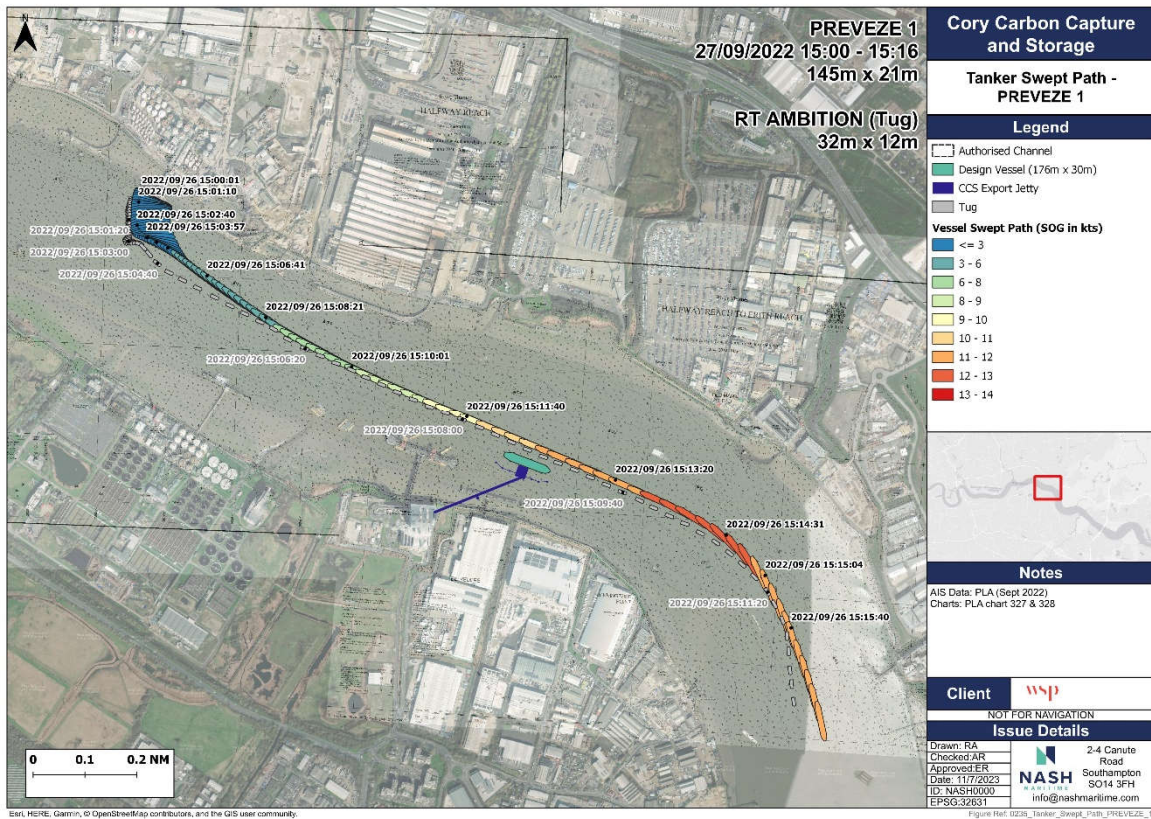 N
PREVEZE 1
27/09/2022 15:00 - 15:16
145m x 21m
RT AMBITION (Tug)
32m x 12m
HALFWAY REACH
HALFWAY REACH TO ERITH REACH
2022/09/26 15:00:01
2022/09/26 15:01:10
2022/09/26 15:02:40
2022/09/26 15:01:20
2022/09/26 15:03:57
2022/09/26 15:03:00
2022/09/26 15:04:40
2022/09/26 15:06:41
2022/09/26 15:08:21
2022/09/26 15:06:20
2022/09/26 15:10:01
2022/09/26 15:11:40
2022/09/26 15:08:00
2022/09/26 15:13:20
2022/09/26 15:09:40
2022/09/26 15:14:31
2022/09/26 15:15:04
2022/09/26 15:11:20
2022/09/26 15:15:40
0 0.1 0.2 NM
Esri, HERE, Garmin, © OpenStreetMap contributors, and the GIS user community.
Cory Carbon Capture
and Storage
Tanker Swept Path -
PREVEZE 1
Legend
Authorised Channel
Design Vessel (176m x 30m)
CCS Export Jetty
Tug
Vessel Swept Path (SOG in kts)
<= 3
3 - 6
6 - 8
8 - 9
9 - 10
10 - 11
11 - 12
12 - 13
13 - 14
Notes
AIS Data: PLA (Sept 2022)
Charts: PLA chart 327 & 328
Client
wsp
NOT FOR NAVIGATION
Issue Details
Drawn: RA
Checked:AR
Approved:ER
Date: 11/7/2023
ID: NASH0000
EPSG:32631
NASH
MARITIME
2-4 Canute
Road
Southampton
SO14 3FH
info@nashmaritime.com
Figure Ref: 0235_Tanker_Swept_Path_PREVEZE_1